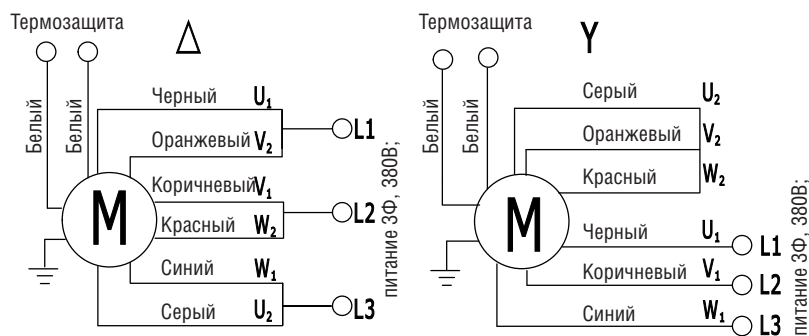 Термозащита
Δ
Белый
Белый
Черный U₁
Оранжевый V₂
L1
Коричневый V₁
Красный W₂
L2
Синий W₁
Серый U₂
L3
M
питание 3Ф, 380В;
Термозащита
Y
Белый
Белый
Серый U₂
Оранжевый V₂
Красный W₂
M
Черный U₁ L1
Коричневый V₁ L2
Синий W₁ L3
питание 3Ф, 380В;